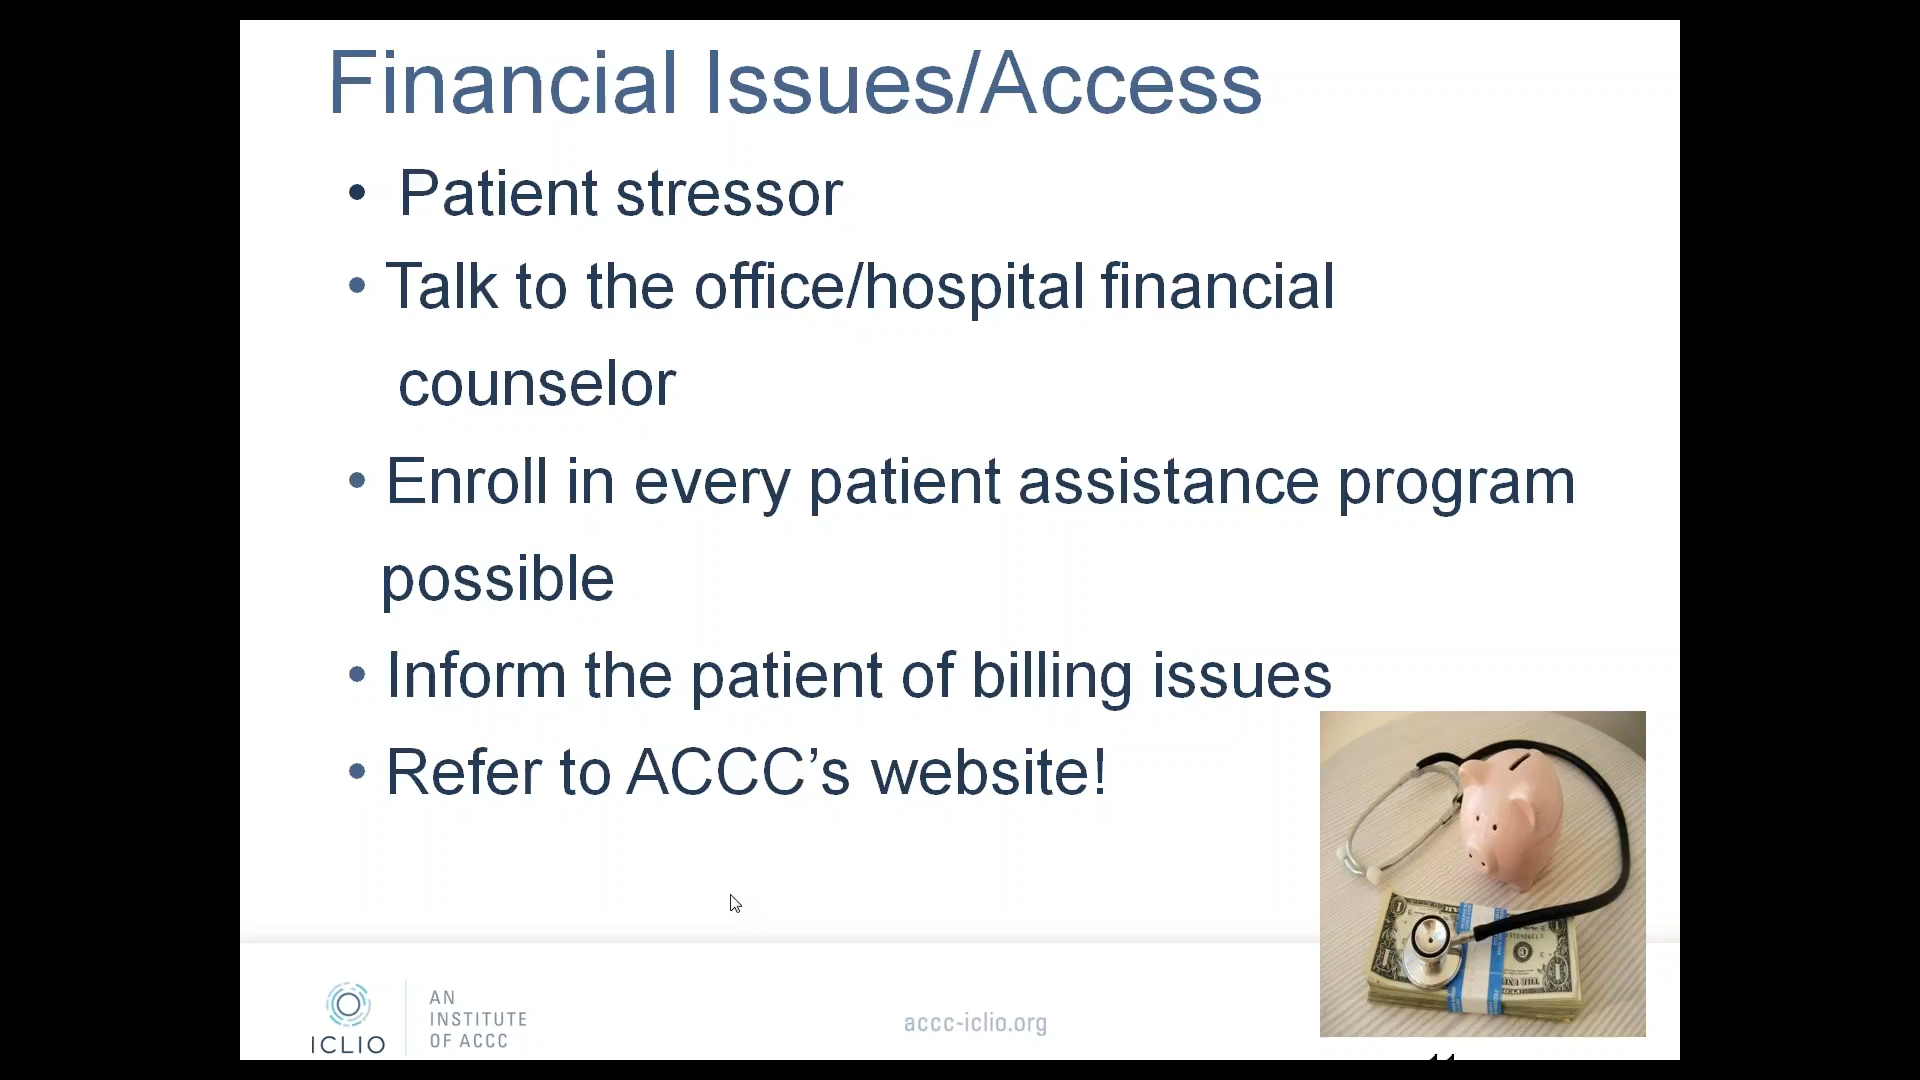 Financial Issues/Access
• Patient stressor
• Talk to the office/hospital financial
counselor
• Enroll in every patient assistance program
possible
• Inform the patient of billing issues
• Refer to ACCC’s website!
ICLIO
AN
INSTITUTE
OF ACCC
accc-iclio.org